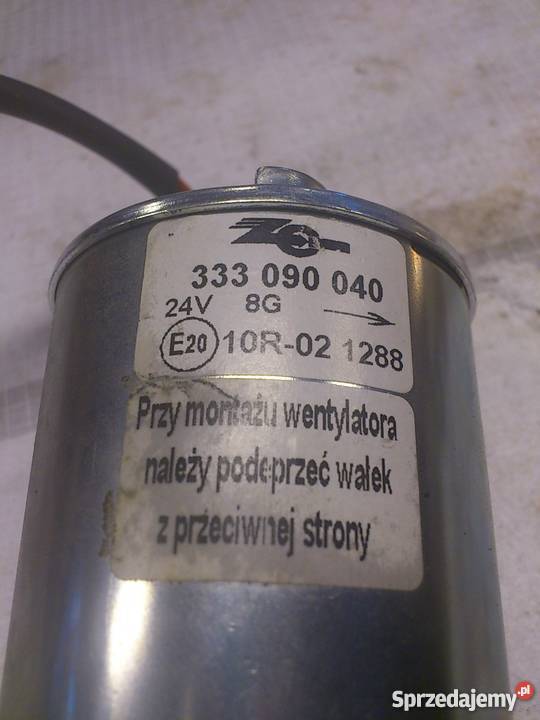 333 090 040
24V 8G
E20 10R-02 1288
Przy montażu wentylatora
należy podeprzeć wałek
z przeciwnej strony
Sprzedajemy.pl